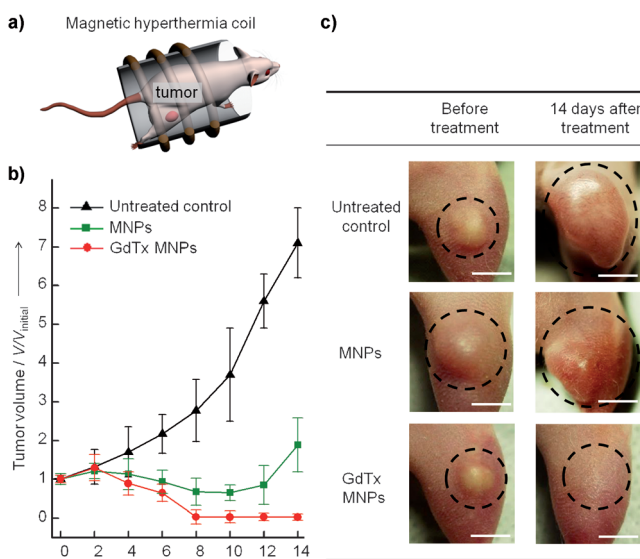 a)
Magnetic hyperthermia coil
tumor
b)
Untreated control
MNPs
GdTx MNPs
Tumor volume / V/Vinitial
8
7
6
5
4
3
2
1
0
0 2 4 6 8 10 12 14
c)
Before
treatment
14 days after
treatment
Untreated
control
MNPs
GdTx
MNPs